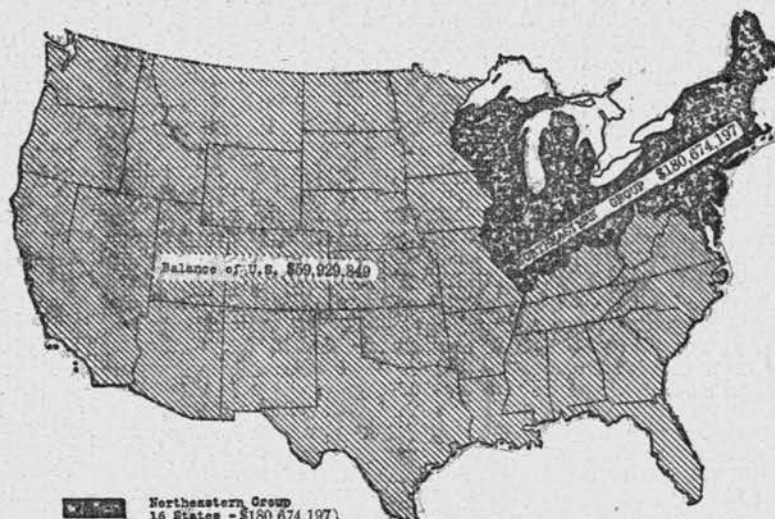 NORTHEASTERN GROUP $180,674,197
Balance of U.S. $59,929,849
Northeastern Group
16 States - $180,674,197)